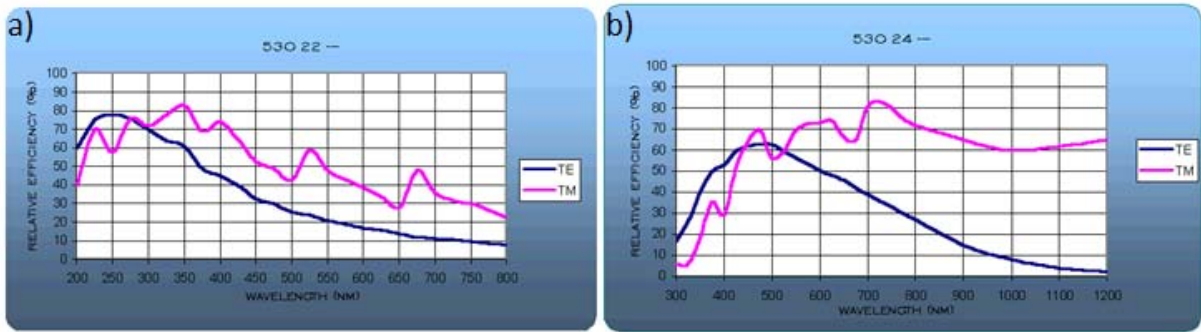 a)
530 22 --
RELATIVE EFFICIENCY (%)
100
90
80
70
60
50
40
30
20
10
0
200 250 300 350 400 450 500 550 600 650 700 750 800
WAVELENGTH (NM)
TE
TM
b)
530 24 --
RELATIVE EFFICIENCY (%)
100
90
80
70
60
50
40
30
20
10
0
300 400 500 600 700 800 900 1000 1100 1200
WAVELENGTH (NM)
TE
TM